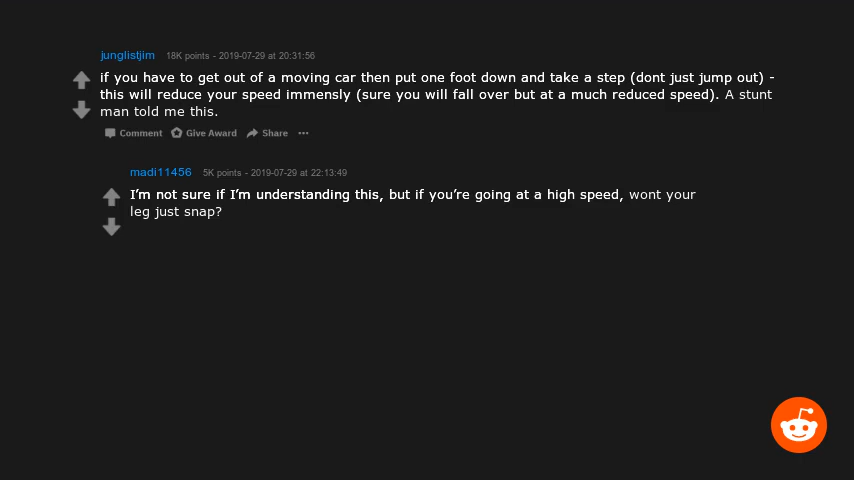 junglistjim 18K points - 2019-07-29 at 20:31:56
if you have to get out of a moving car then put one foot down and take a step (dont just jump out) -
this will reduce your speed immensly (sure you will fall over but at a much reduced speed). A stunt
man told me this.
Comment Give Award Share ···
madi11456 5K points - 2019-07-29 at 22:13:49
I’m not sure if I’m understanding this, but if you’re going at a high speed, wont your
leg just snap?